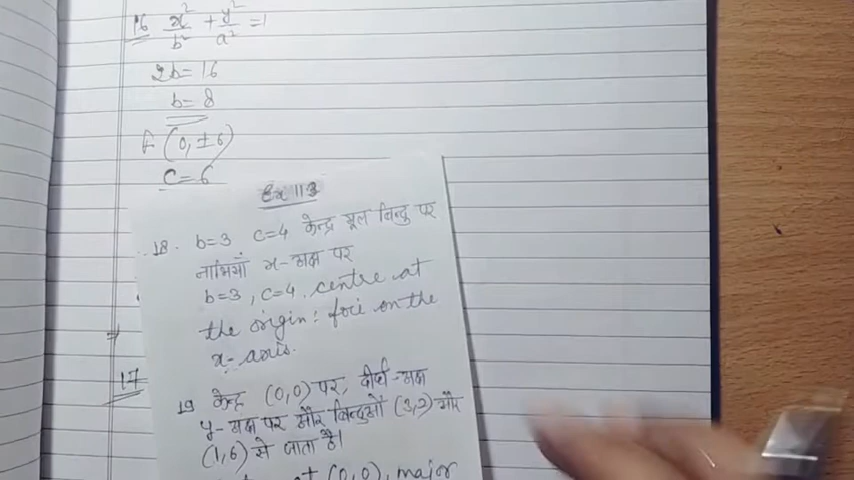 16 x²/b² + y²/a² = 1
2b = 16
b = 8
F (0, ±6)
c = 6
Ex 11.3
18. b=3 c=4 केन्द्र मूल बिन्दु पर
नाभियाँ x-अक्ष पर
b=3, c=4. centre at
the origin: foci on the
x-axis.
17
19 केन्द्र (0,0) पर, दीर्घ-अक्ष
y-अक्ष पर और बिन्दुओं (3,2) और
(1,6) से जाता है।
at (0,0), major